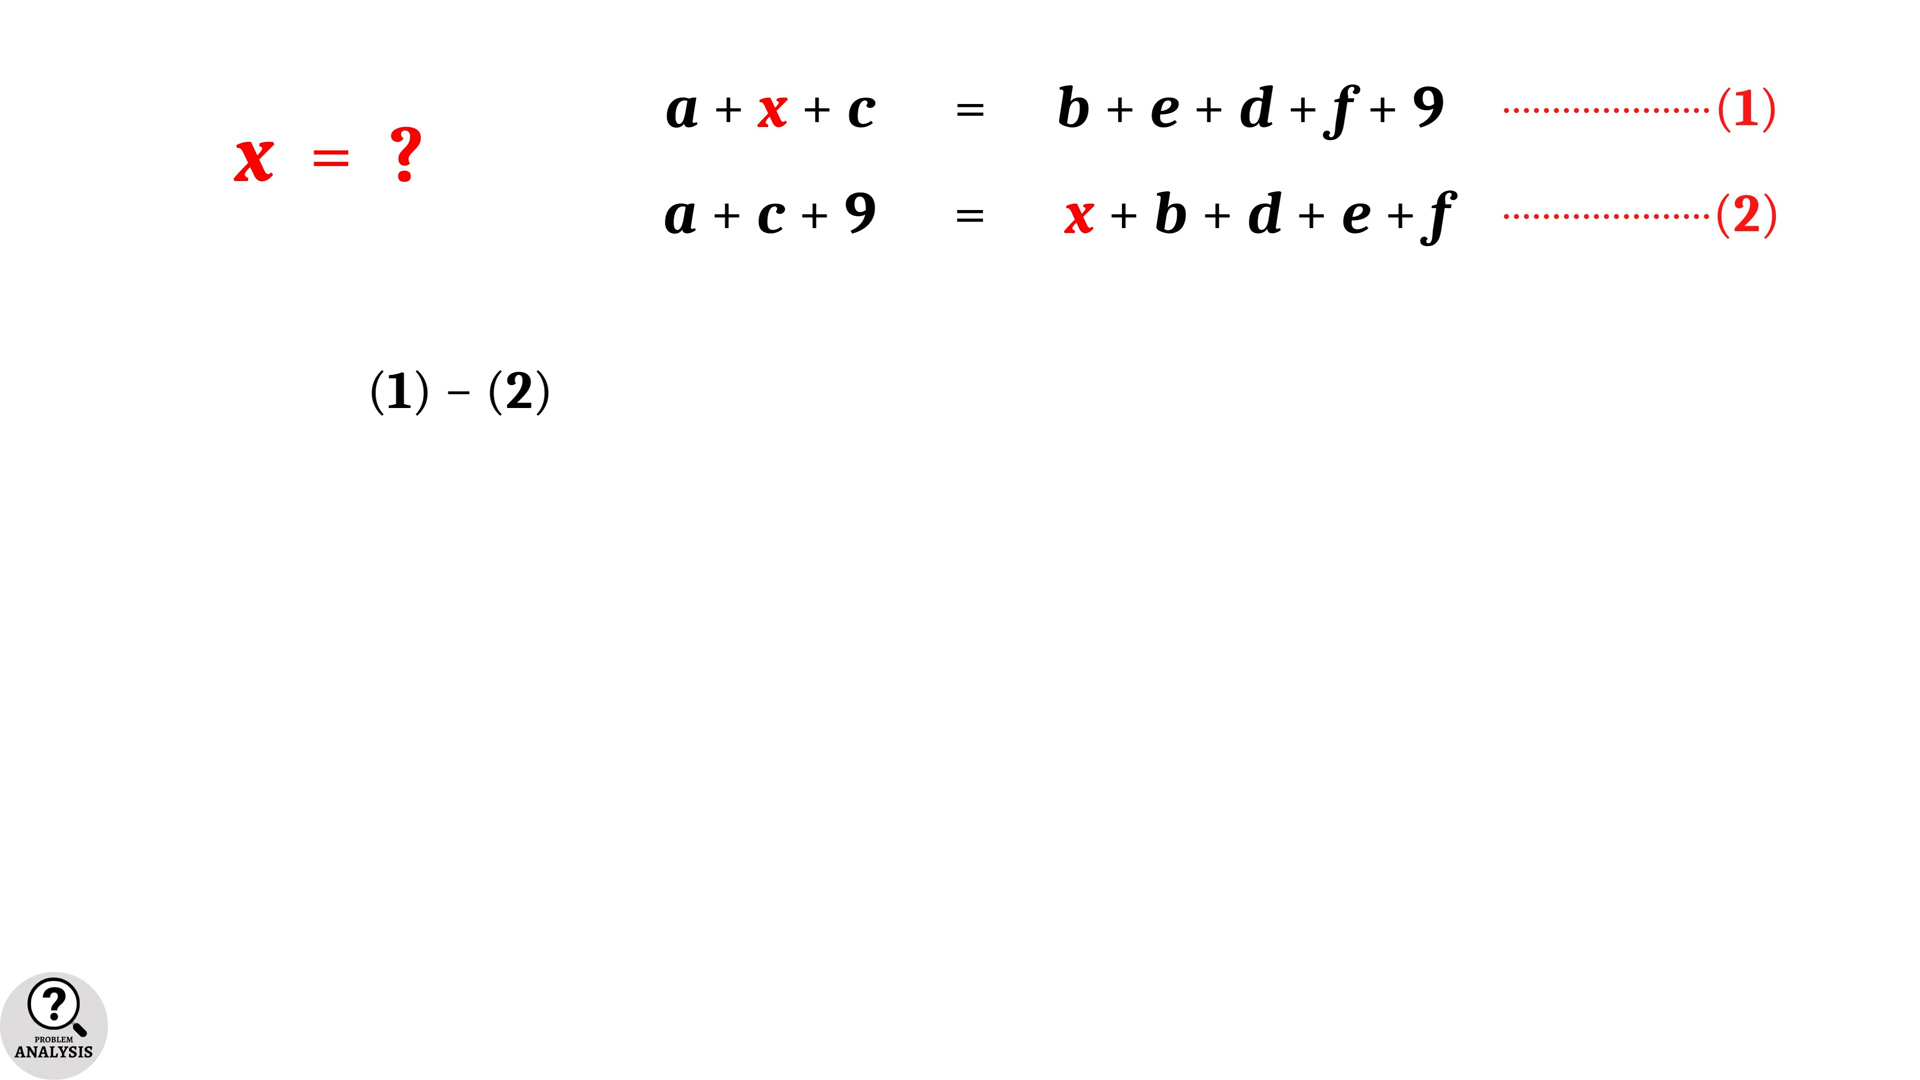 x = ?
a + x + c = b + e + d + f + 9 ·····················(1)
a + c + 9 = x + b + d + e + f ·····················(2)
(1) – (2)
?
PROBLEM
ANALYSIS